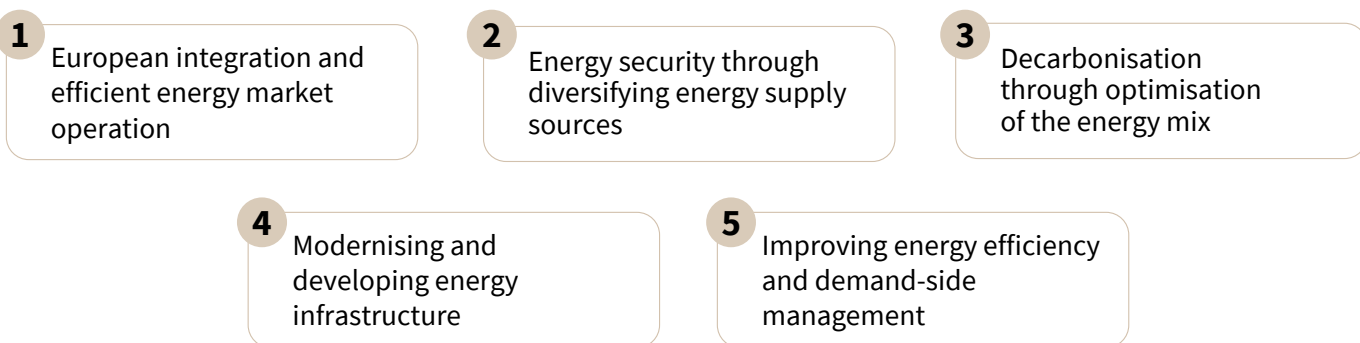 1
European integration and
efficient energy market
operation
2
Energy security through
diversifying energy supply
sources
3
Decarbonisation
through optimisation
of the energy mix
4
Modernising and
developing energy
infrastructure
5
Improving energy efficiency
and demand-side
management